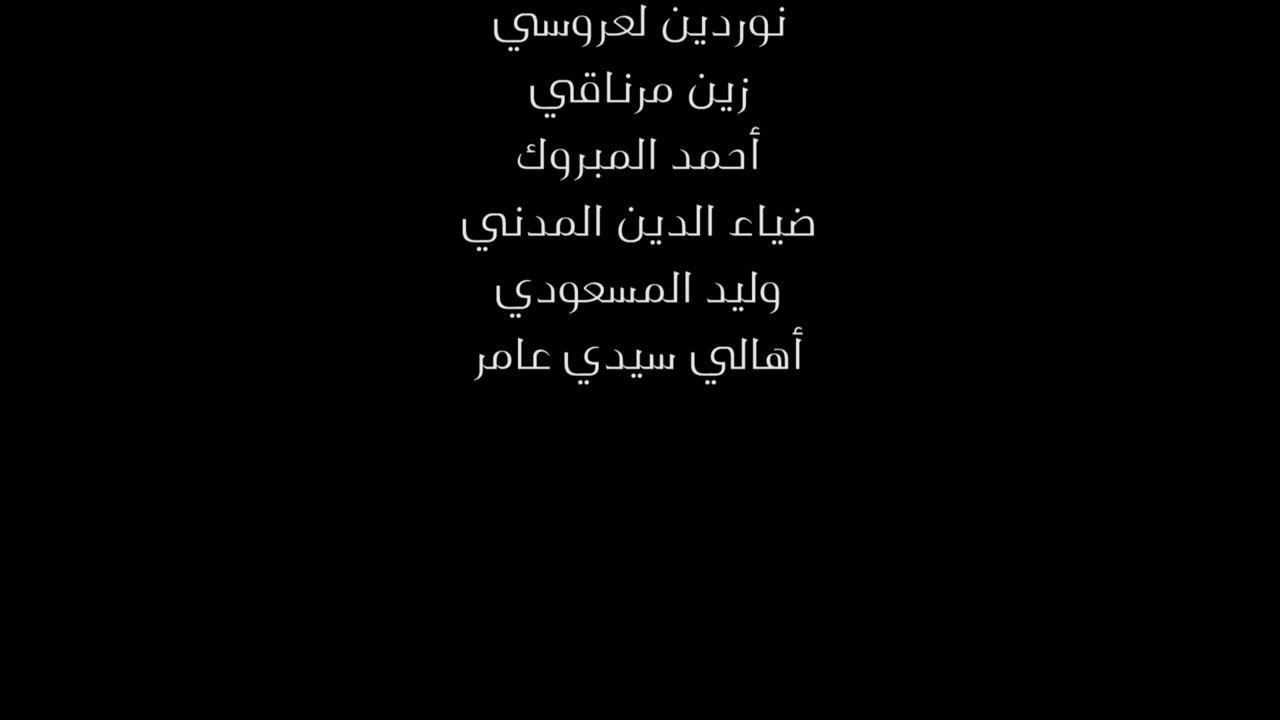 نوردين لعروسي
زين مرناقي
أحمد المبروك
ضياء الدين المدني
وليد المسعودي
أهالي سيدي عامر